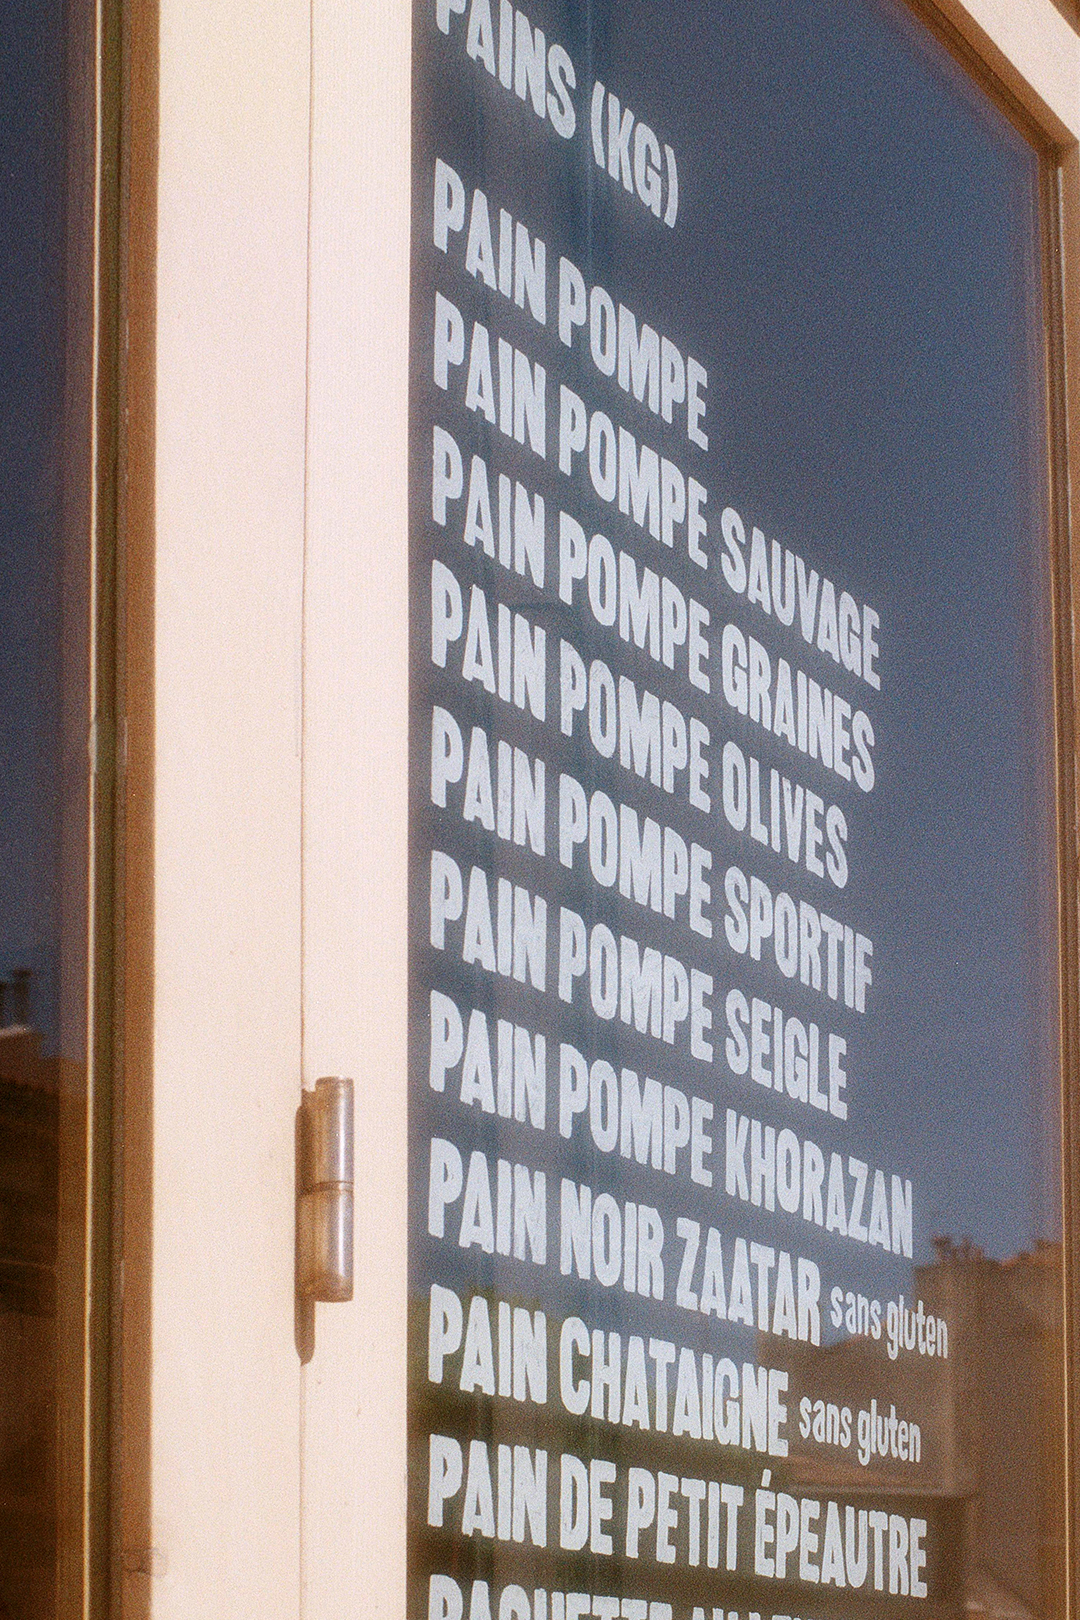 PAINS (KG)
PAIN POMPE
PAIN POMPE SAUVAGE
PAIN POMPE GRAINES
PAIN POMPE OLIVES
PAIN POMPE SPORTIF
PAIN POMPE SEIGLE
PAIN POMPE KHORAZAN
PAIN NOIR ZAATAR sans gluten
PAIN CHATAIGNE sans gluten
PAIN DE PETIT ÉPEAUTRE